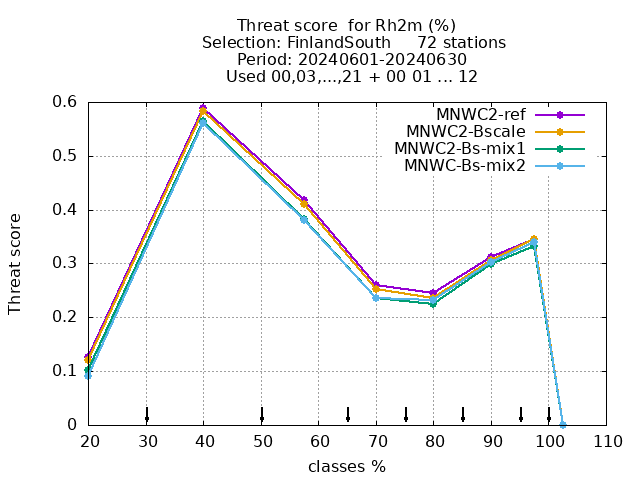 Threat score  for Rh2m (%)
Selection: FinlandSouth     72 stations
Period: 20240601-20240630
Used 00,03,...,21 + 00 01 ... 12
MNWC2-ref
MNWC2-Bscale
MNWC2-Bs-mix1
MNWC-Bs-mix2
Threat score
0.6
0.5
0.4
0.3
0.2
0.1
0
20 30 40 50 60 70 80 90 100 110
classes %